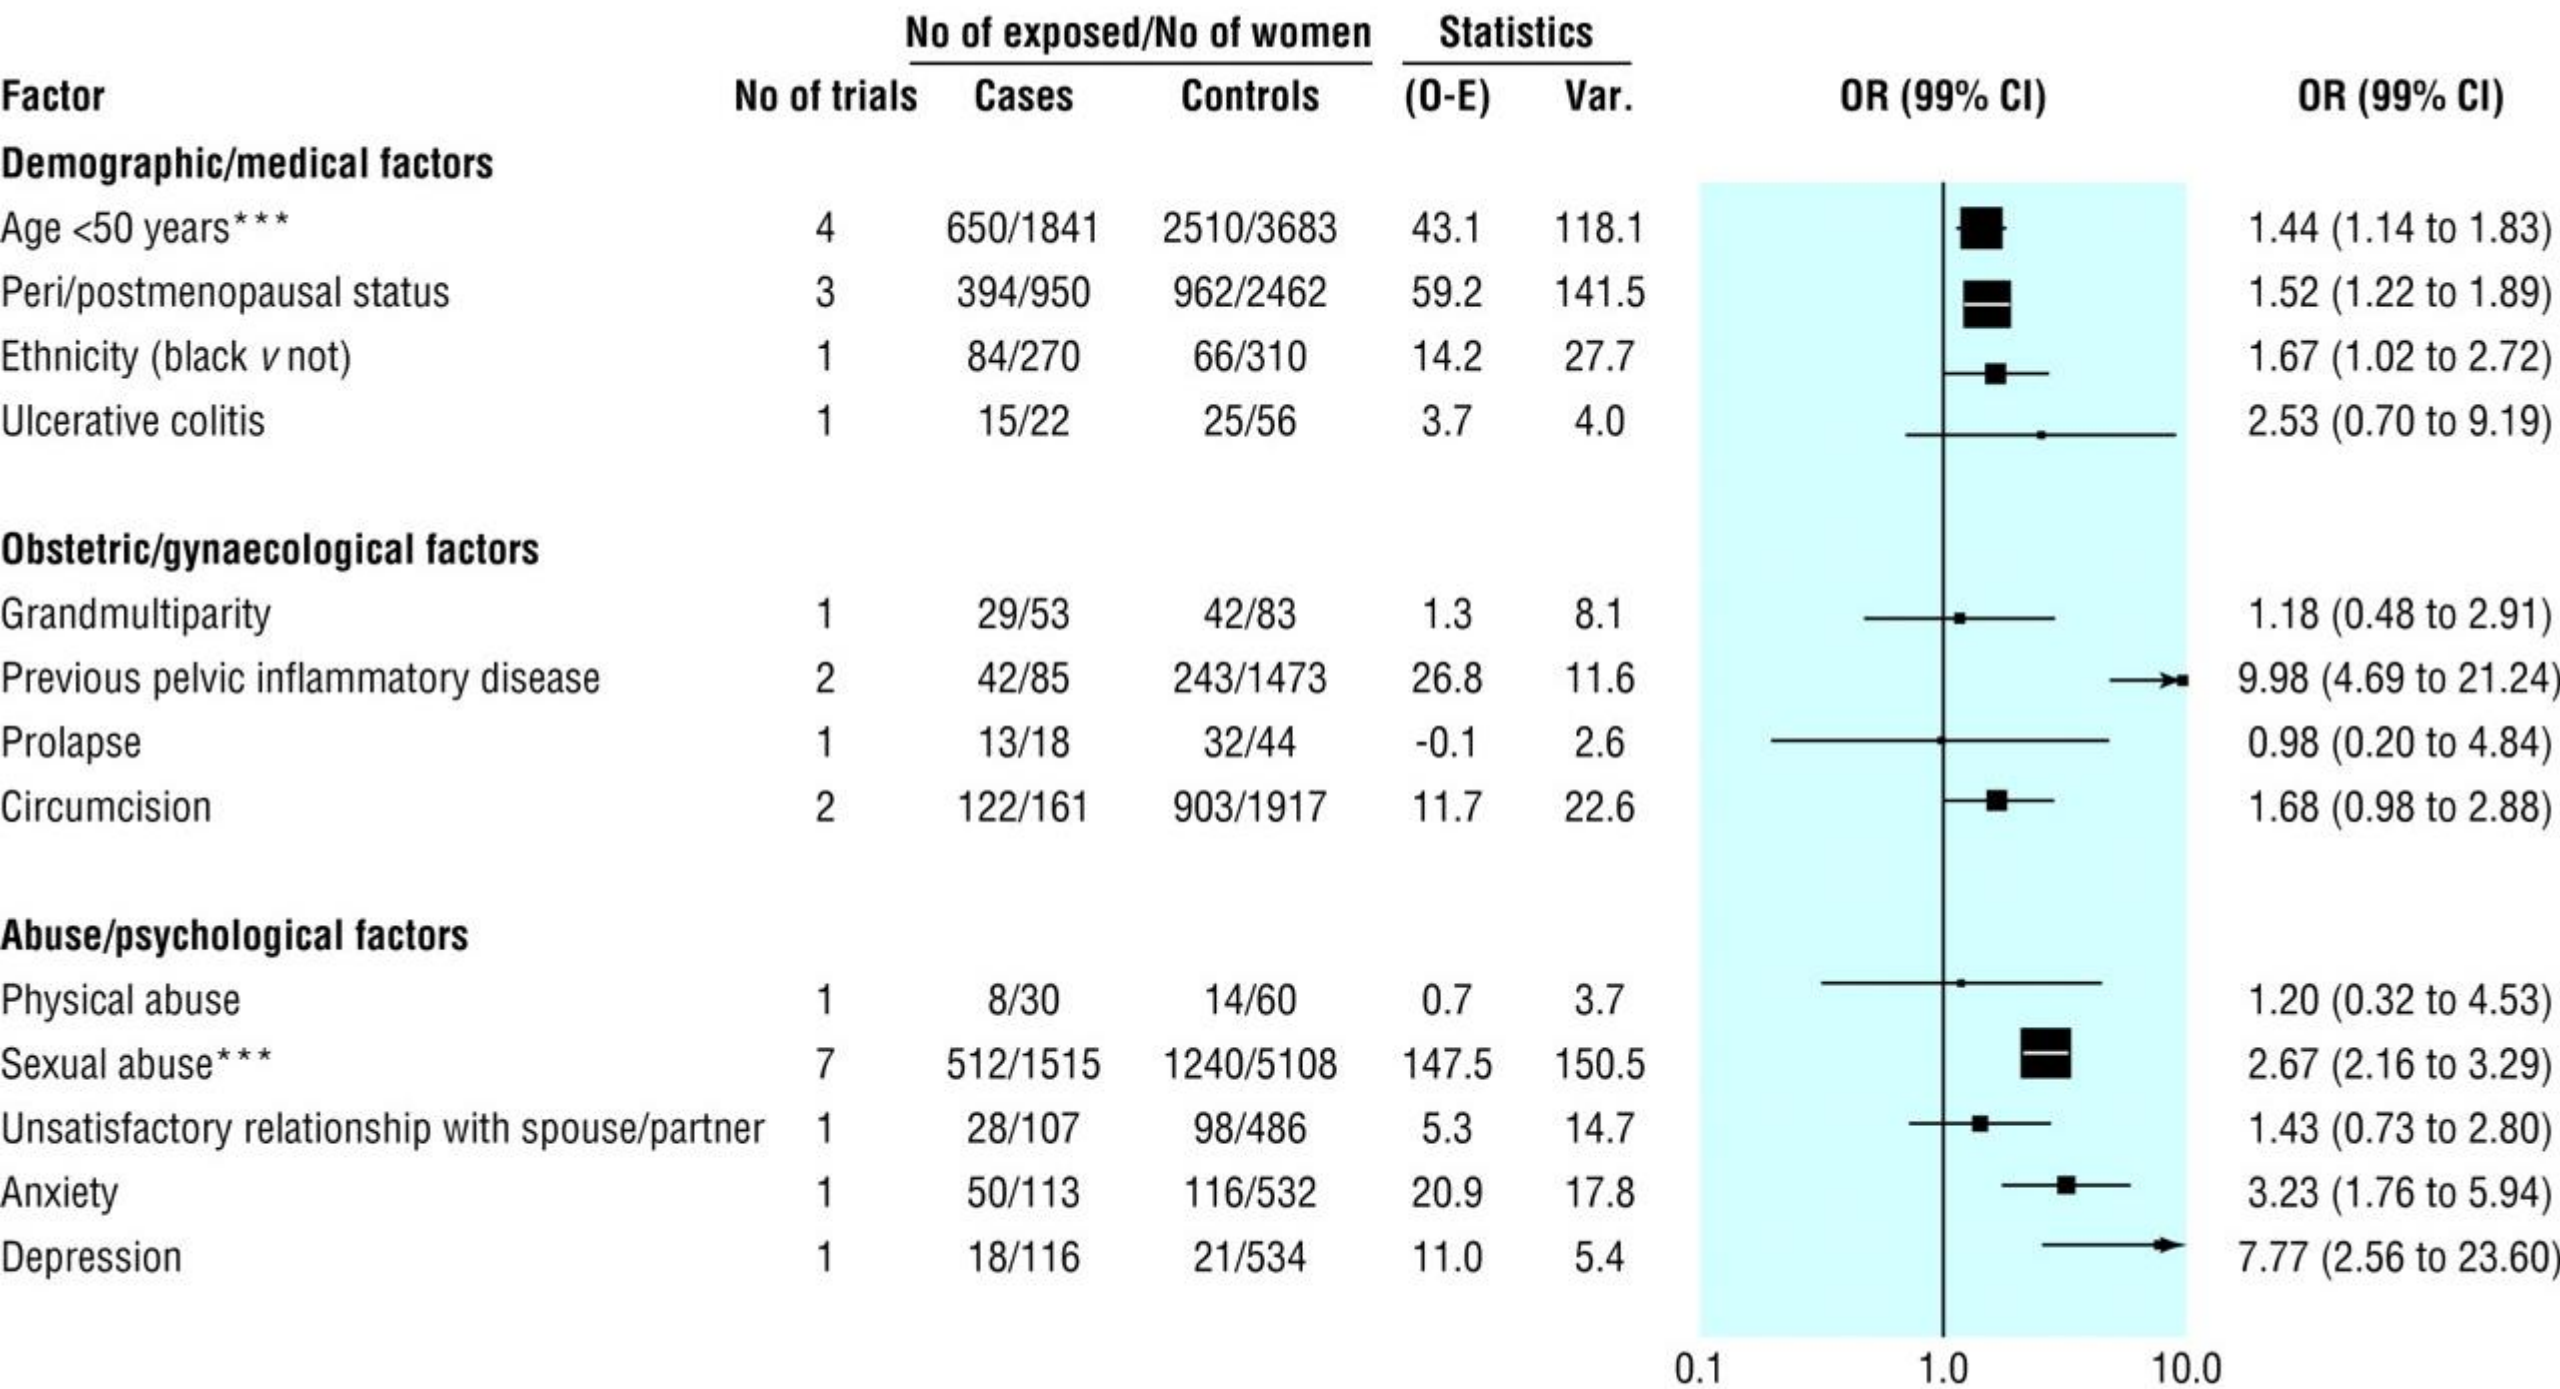 No of exposed/No of women Statistics
Factor No of trials Cases Controls (O-E) Var. OR (99% CI) OR (99% CI)
Demographic/medical factors
Age <50 years*** 4 650/1841 2510/3683 43.1 118.1 1.44 (1.14 to 1.83)
Peri/postmenopausal status 3 394/950 962/2462 59.2 141.5 1.52 (1.22 to 1.89)
Ethnicity (black v not) 1 84/270 66/310 14.2 27.7 1.67 (1.02 to 2.72)
Ulcerative colitis 1 15/22 25/56 3.7 4.0 2.53 (0.70 to 9.19)
Obstetric/gynaecological factors
Grandmultiparity 1 29/53 42/83 1.3 8.1 1.18 (0.48 to 2.91)
Previous pelvic inflammatory disease 2 42/85 243/1473 26.8 11.6 9.98 (4.69 to 21.24)
Prolapse 1 13/18 32/44 -0.1 2.6 0.98 (0.20 to 4.84)
Circumcision 2 122/161 903/1917 11.7 22.6 1.68 (0.98 to 2.88)
Abuse/psychological factors
Physical abuse 1 8/30 14/60 0.7 3.7 1.20 (0.32 to 4.53)
Sexual abuse*** 7 512/1515 1240/5108 147.5 150.5 2.67 (2.16 to 3.29)
Unsatisfactory relationship with spouse/partner 1 28/107 98/486 5.3 14.7 1.43 (0.73 to 2.80)
Anxiety 1 50/113 116/532 20.9 17.8 3.23 (1.76 to 5.94)
Depression 1 18/116 21/534 11.0 5.4 7.77 (2.56 to 23.60)
0.1 1.0 10.0